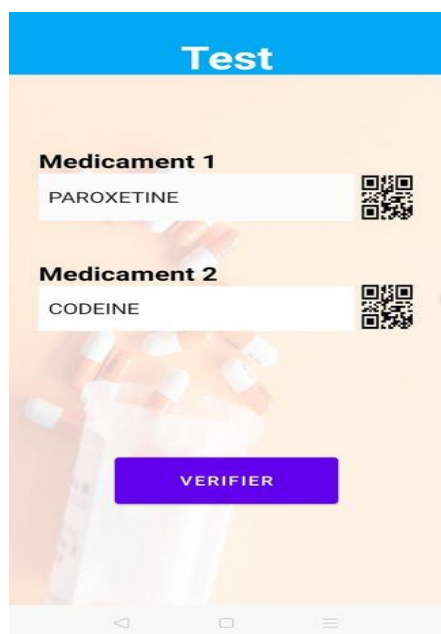 Test
Medicament 1
PAROXETINE
Medicament 2
CODEINE
VERIFIER